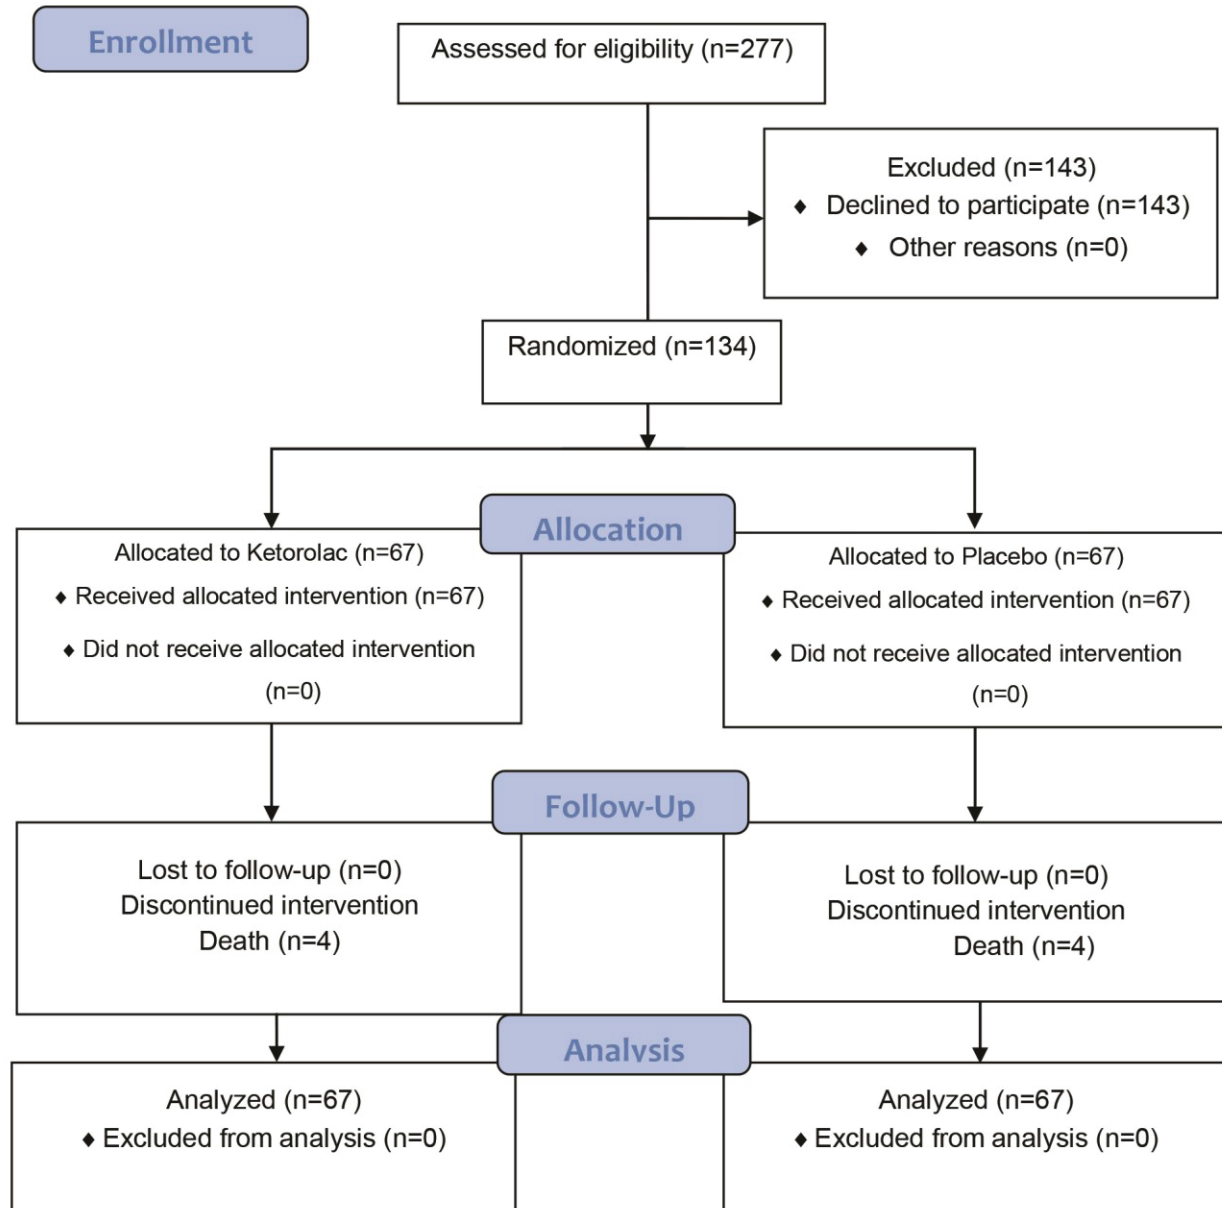 Enrollment
Assessed for eligibility (n=277)
Excluded (n=143)
♦ Declined to participate (n=143)
♦ Other reasons (n=0)
Randomized (n=134)
Allocation
Allocated to Ketorolac (n=67)
♦ Received allocated intervention (n=67)
♦ Did not receive allocated intervention
(n=0)
Allocated to Placebo (n=67)
♦ Received allocated intervention (n=67)
♦ Did not receive allocated intervention
(n=0)
Follow-Up
Lost to follow-up (n=0)
Discontinued intervention
Death (n=4)
Lost to follow-up (n=0)
Discontinued intervention
Death (n=4)
Analysis
Analyzed (n=67)
♦ Excluded from analysis (n=0)
Analyzed (n=67)
♦ Excluded from analysis (n=0)